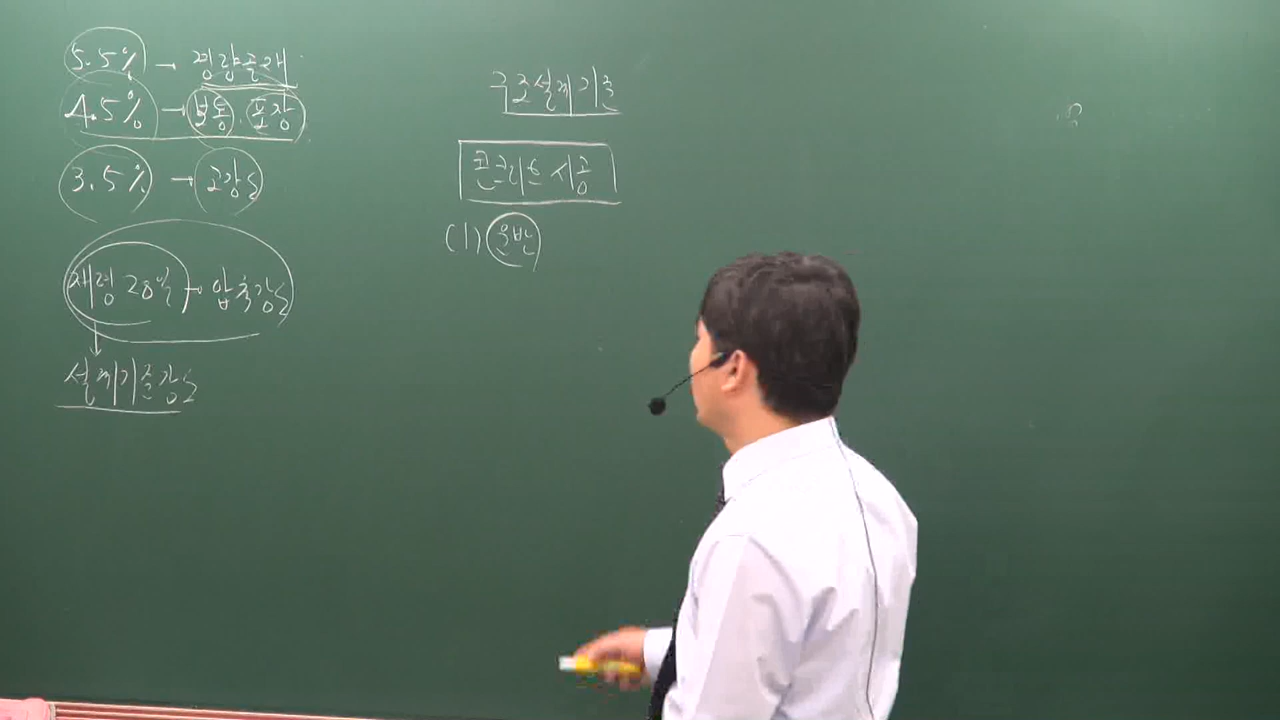 5.5% → 경량골재
4.5% → 보통. 포장
3.5% → 고강도
재령 28일 → 압축강도
↓
설계기준강도
구조설계기준
콘크리트 시공
(1) 운반